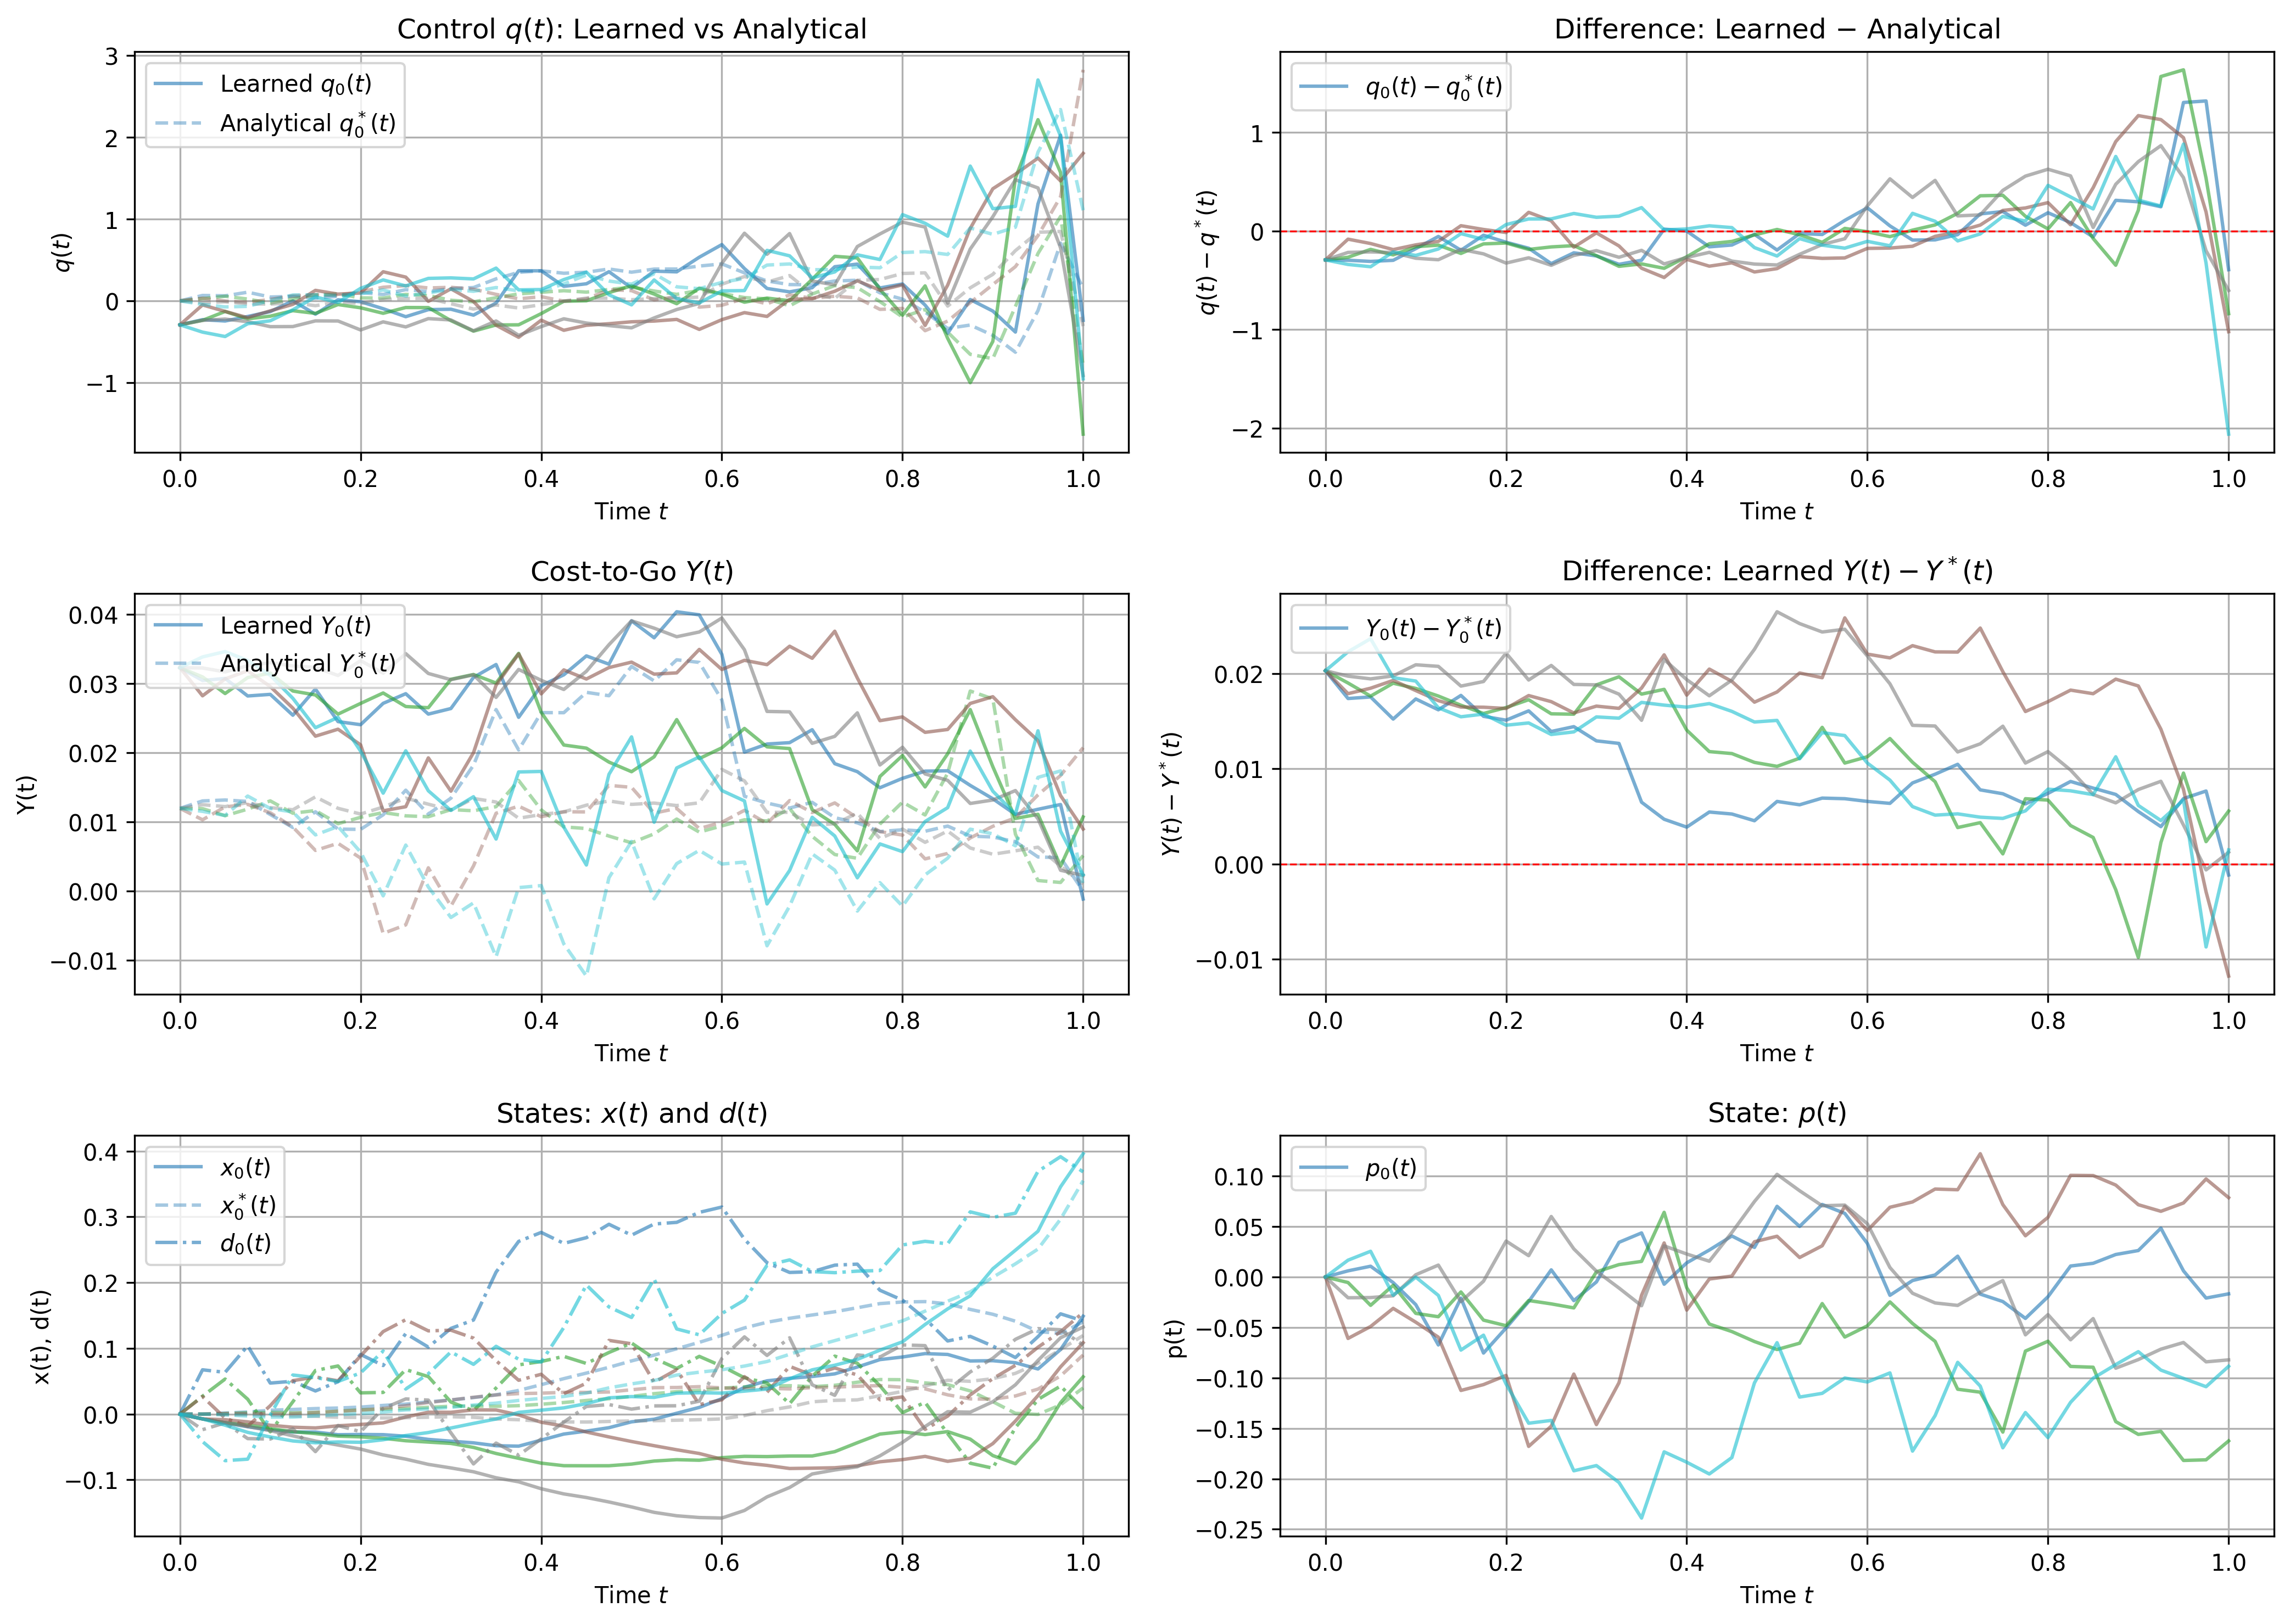 Control q(t): Learned vs Analytical
3
2
1
0
−1
q(t)
Learned q₀(t)
Analytical q₀*(t)
0.0 0.2 0.4 0.6 0.8 1.0
Time t
Difference: Learned − Analytical
1
0
−1
−2
q(t) − q*(t)
q₀(t) − q₀*(t)
0.0 0.2 0.4 0.6 0.8 1.0
Time t
Cost-to-Go Y(t)
0.04
0.03
0.02
0.01
0.00
−0.01
Y(t)
Learned Y₀(t)
Analytical Y₀*(t)
0.0 0.2 0.4 0.6 0.8 1.0
Time t
Difference: Learned Y(t) − Y*(t)
0.02
0.01
0.00
−0.01
Y(t) − Y*(t)
Y₀(t) − Y₀*(t)
0.0 0.2 0.4 0.6 0.8 1.0
Time t
States: x(t) and d(t)
0.4
0.3
0.2
0.1
0.0
−0.1
x(t), d(t)
x₀(t)
x₀*(t)
d₀(t)
0.0 0.2 0.4 0.6 0.8 1.0
Time t
State: p(t)
0.10
0.05
0.00
−0.05
−0.10
−0.15
−0.20
−0.25
p(t)
p₀(t)
0.0 0.2 0.4 0.6 0.8 1.0
Time t